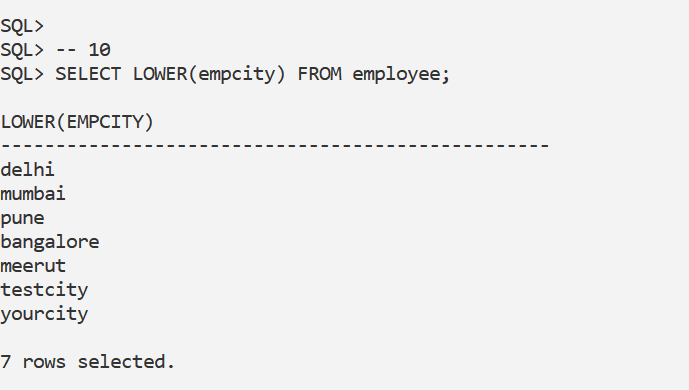 SQL>
SQL> -- 10
SQL> SELECT LOWER(empcity) FROM employee;
LOWER(EMPCITY)
--------------------------------------------------
delhi
mumbai
pune
bangalore
meerut
testcity
yourcity
7 rows selected.